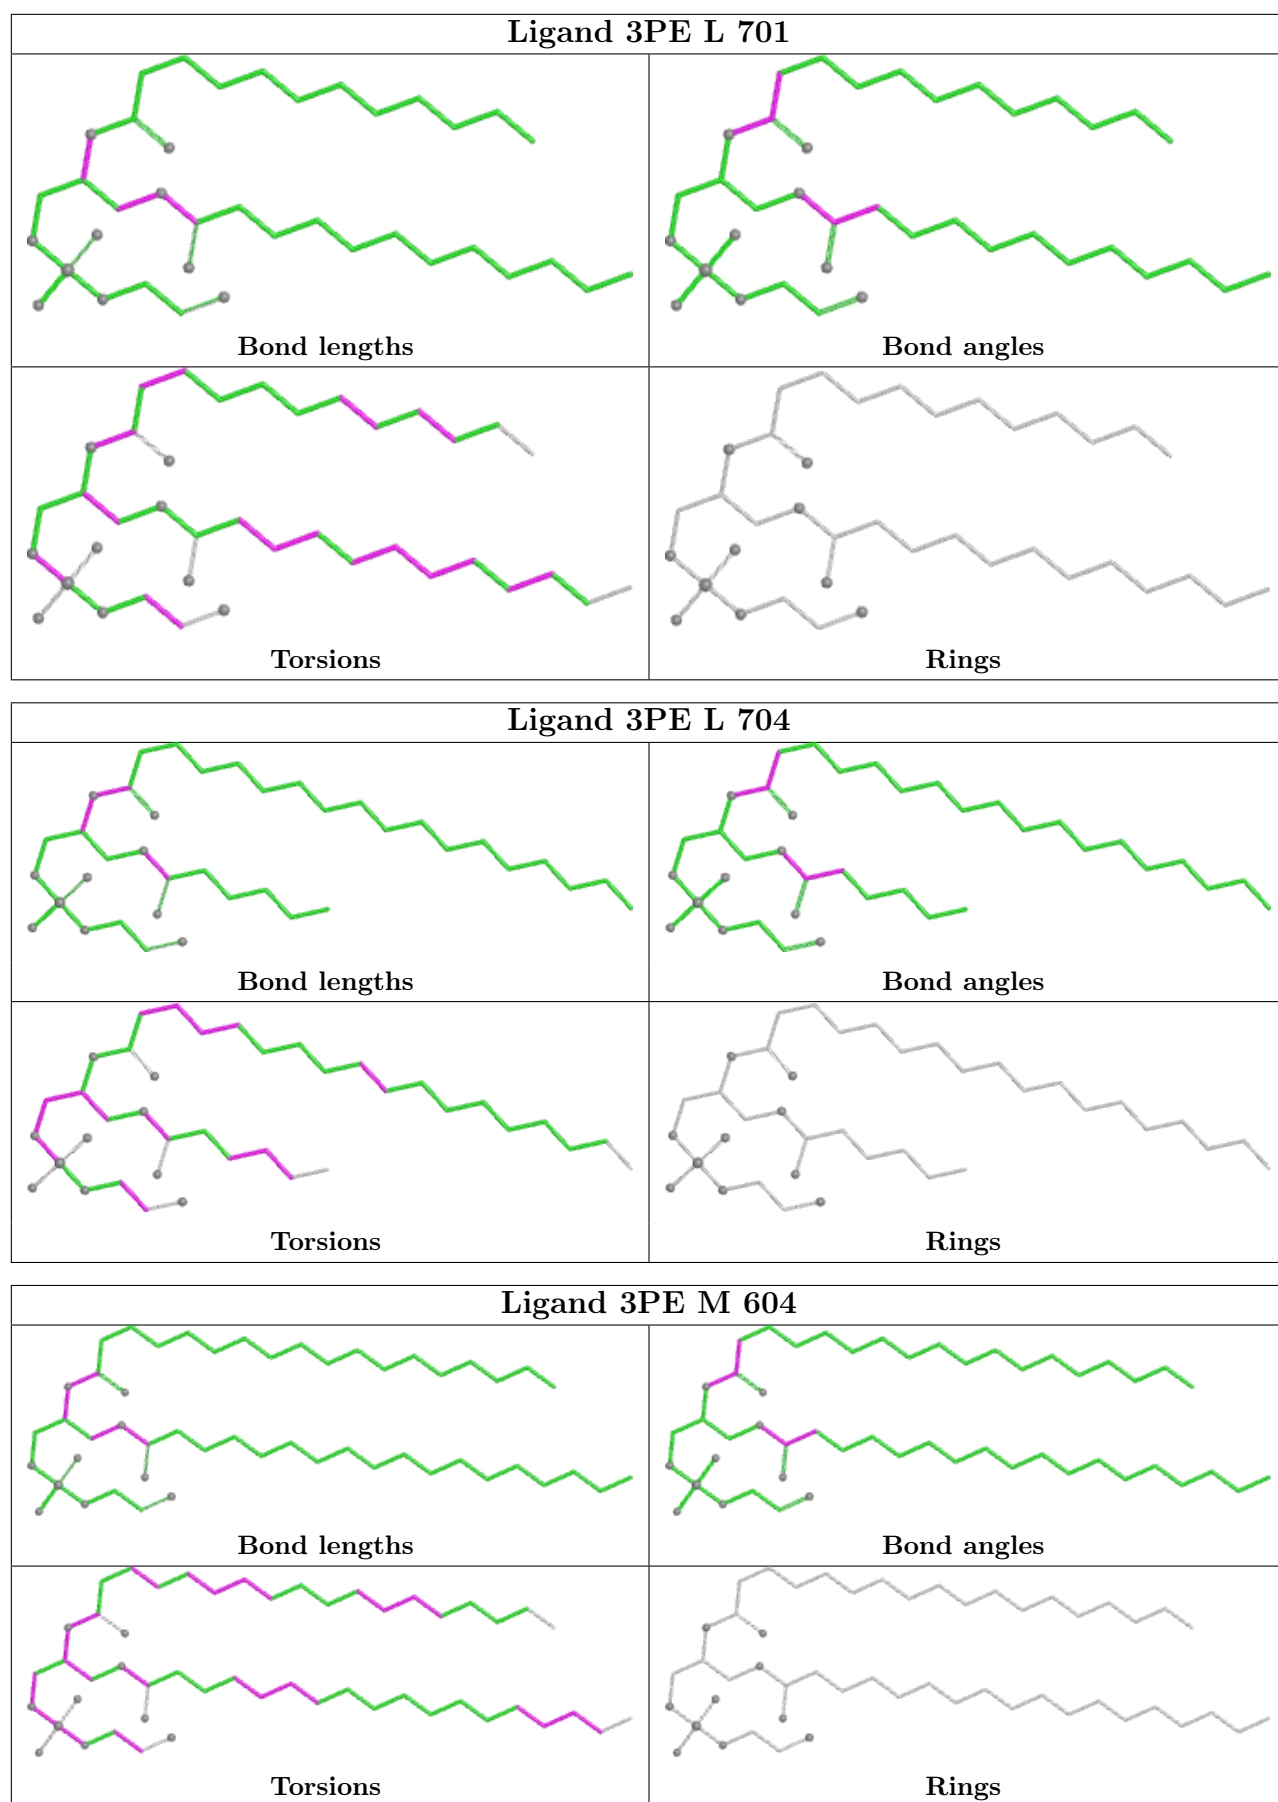 Ligand 3PE L 701
Bond lengths
Bond angles
Torsions
Rings
Ligand 3PE L 704
Bond lengths
Bond angles
Torsions
Rings
Ligand 3PE M 604
Bond lengths
Bond angles
Torsions
Rings